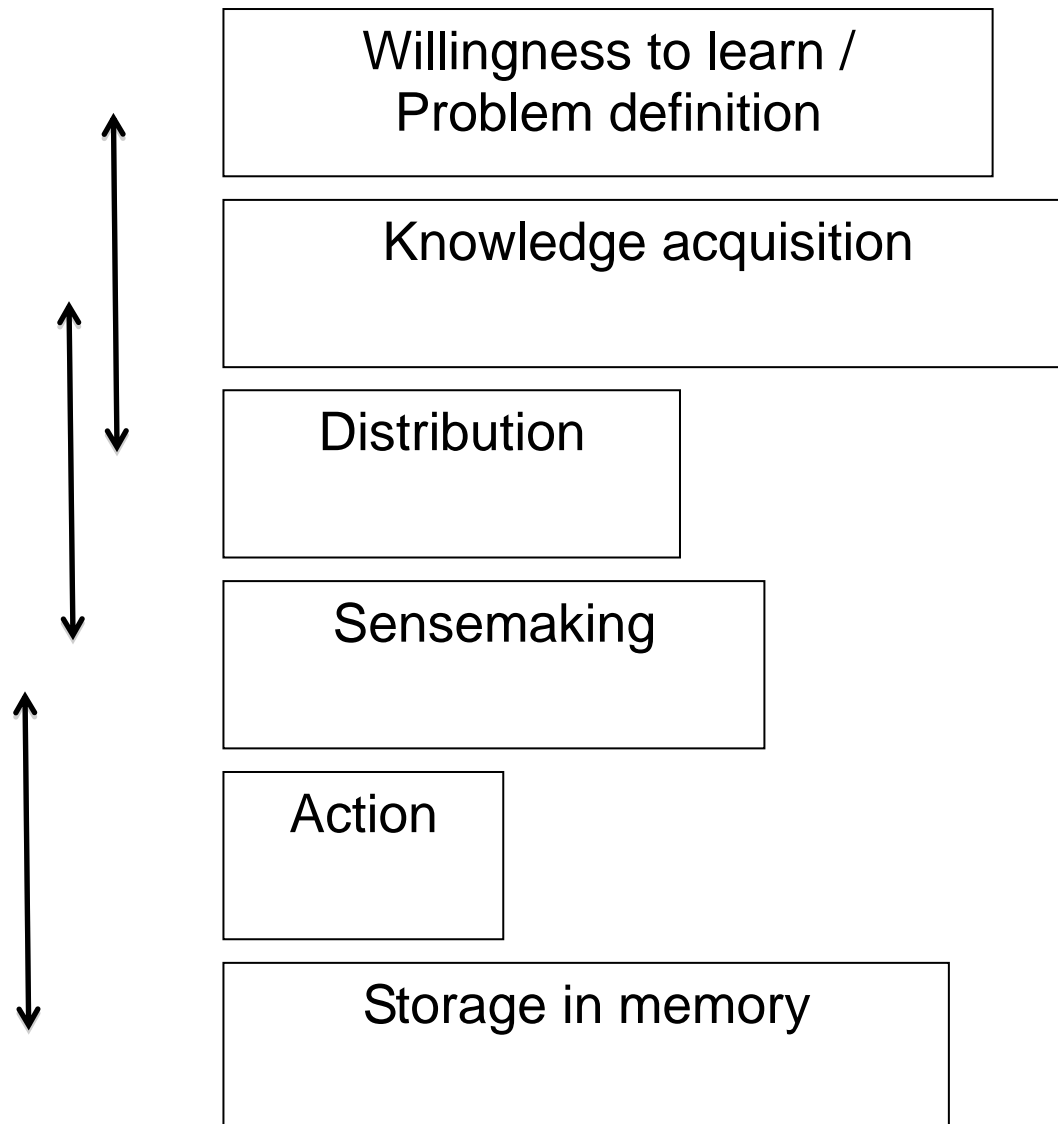 Willingness to learn /
Problem definition
Knowledge acquisition
Distribution
Sensemaking
Action
Storage in memory